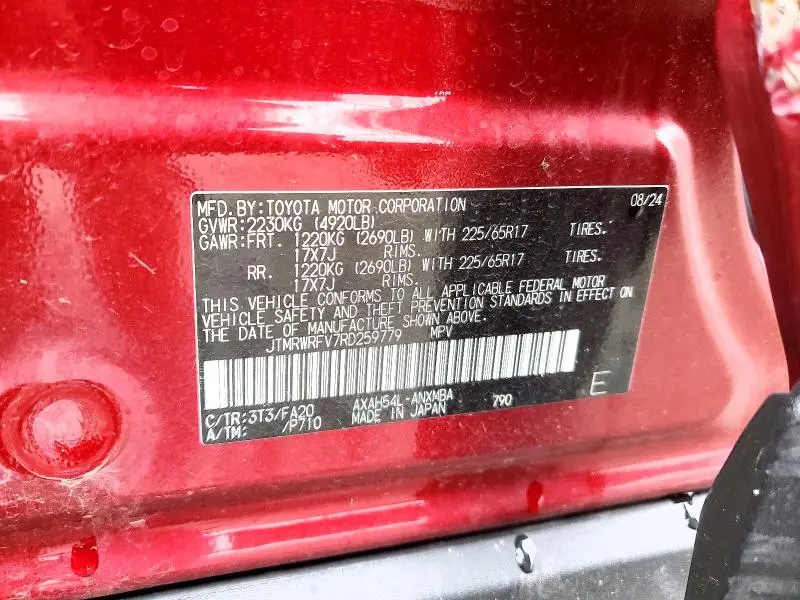 MFD. BY: TOYOTA MOTOR CORPORATION 08/24
GVWR: 2230KG (4920LB)
GAWR: FRT. 1220KG (2690LB) WITH 225/65R17 TIRES.
17X7J RIMS.
RR. 1220KG (2690LB) WITH 225/65R17 TIRES.
17X7J RIMS.
THIS VEHICLE CONFORMS TO ALL APPLICABLE FEDERAL MOTOR
VEHICLE SAFETY AND THEFT PREVENTION STANDARDS IN EFFECT ON
THE DATE OF MANUFACTURE SHOWN ABOVE.
JTMRWRFV7RD259779 MPV
C/TR: 3T3/FA20 AXAH54L-ANXMBA 790 E
A/TM: /P710 MADE IN JAPAN